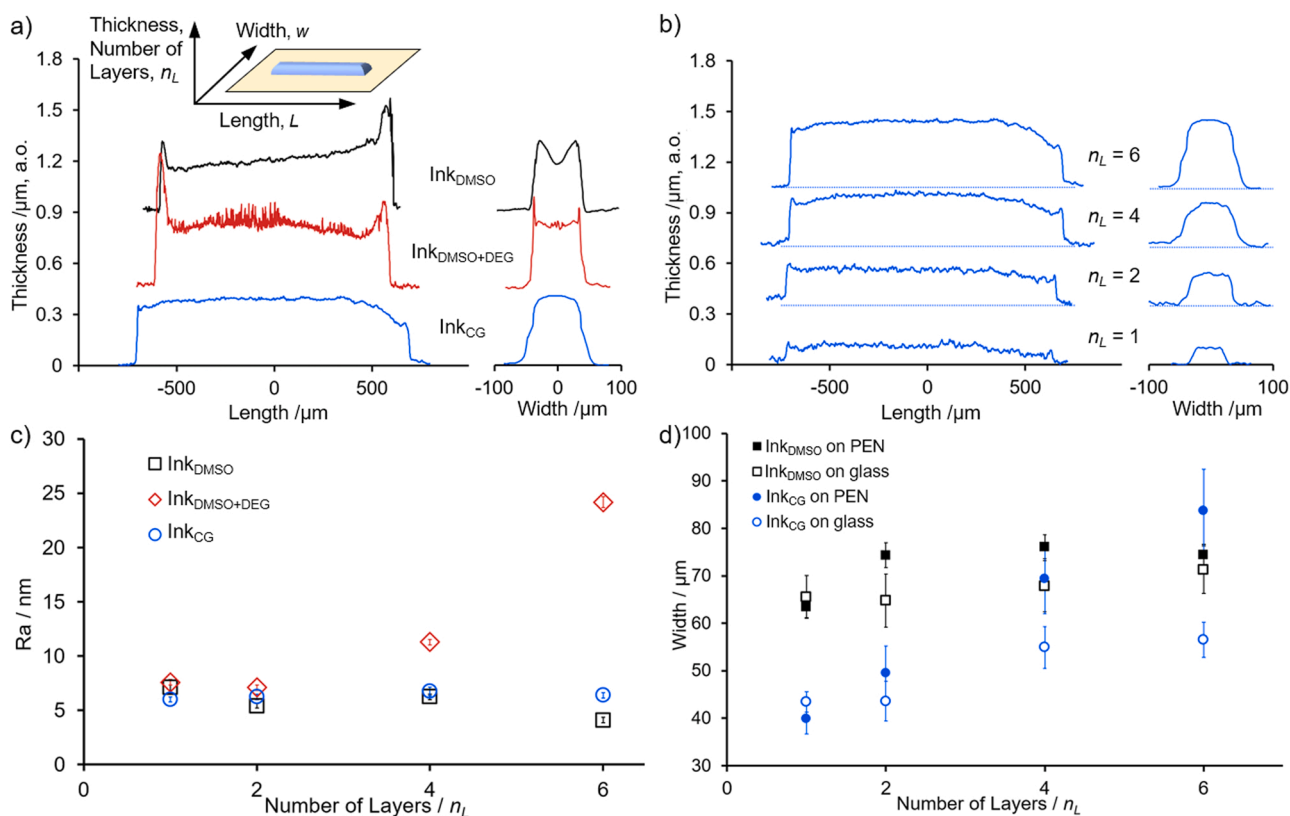 a)
Thickness,
Number of
Layers, nL
Width, w
Length, L
1.8
1.5
1.2
0.9
0.6
0.3
0
Thickness /µm, a.o.
InkDMSO
InkDMSO+DEG
InkCG
-500 0 500
Length /µm
-100 0 100
Width /µm
b)
1.8
1.5
1.2
0.9
0.6
0.3
0
Thickness /µm, a.o.
nL = 6
nL = 4
nL = 2
nL = 1
-500 0 500
Length /µm
-100 0 100
Width /µm
c)
30
25
20
15
10
5
0
Ra / nm
InkDMSO
InkDMSO+DEG
InkCG
0 2 4 6
Number of Layers / nL
d)
100
90
80
70
60
50
40
30
Width / µm
InkDMSO on PEN
InkDMSO on glass
InkCG on PEN
InkCG on glass
0 2 4 6
Number of Layers / nL